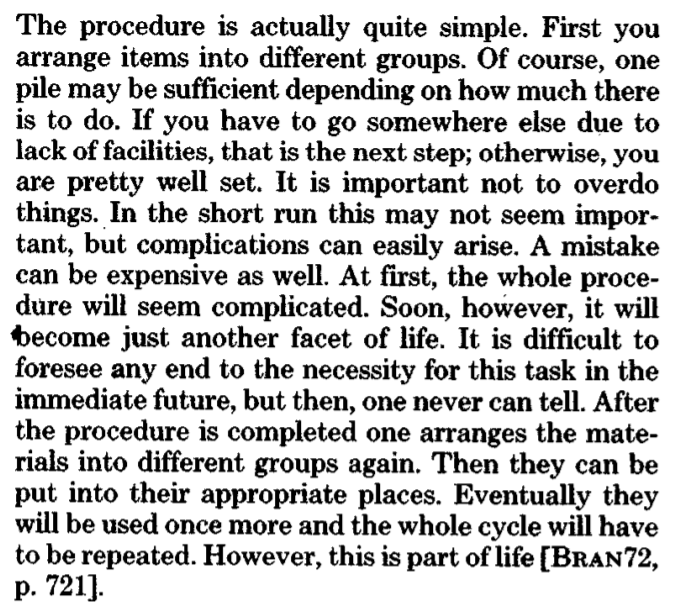 The procedure is actually quite simple. First you
arrange items into different groups. Of course, one
pile may be sufficient depending on how much there
is to do. If you have to go somewhere else due to
lack of facilities, that is the next step; otherwise, you
are pretty well set. It is important not to overdo
things. In the short run this may not seem impor-
tant, but complications can easily arise. A mistake
can be expensive as well. At first, the whole proce-
dure will seem complicated. Soon, however, it will
become just another facet of life. It is difficult to
foresee any end to the necessity for this task in the
immediate future, but then, one never can tell. After
the procedure is completed one arranges the mate-
rials into different groups again. Then they can be
put into their appropriate places. Eventually they
will be used once more and the whole cycle will have
to be repeated. However, this is part of life [BRAN72,
p. 721].